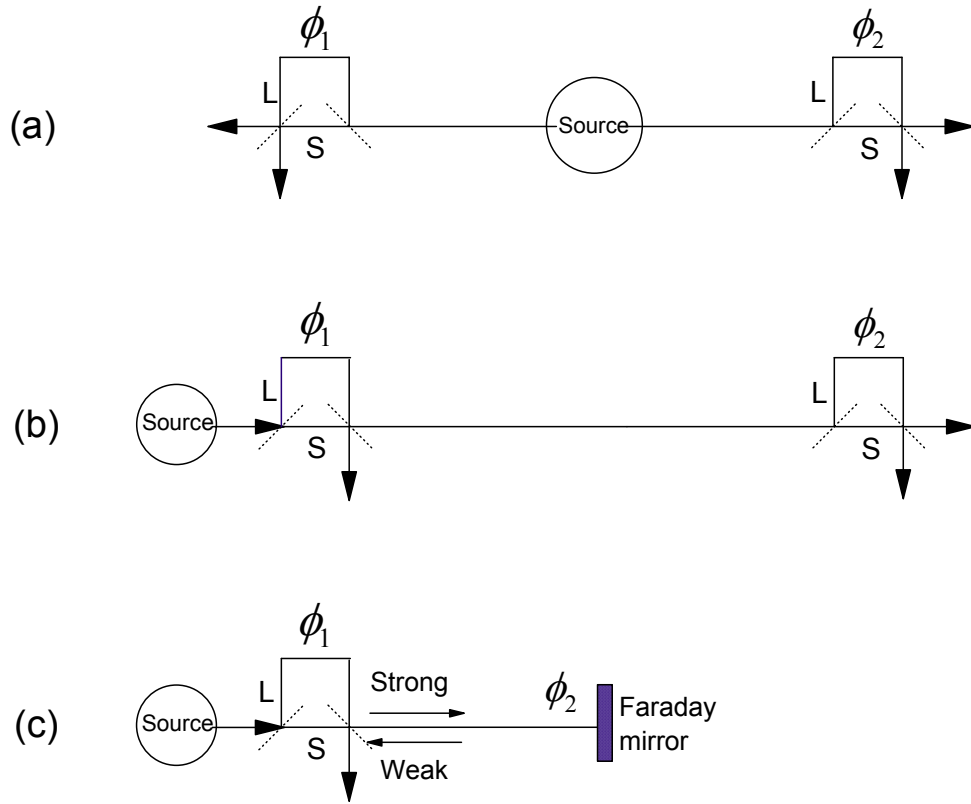 (a)
ϕ1
L
S
Source
ϕ2
L
S
(b)
Source
ϕ1
L
S
ϕ2
L
S
(c)
Source
ϕ1
L
S
Strong
Weak
ϕ2
Faraday
mirror